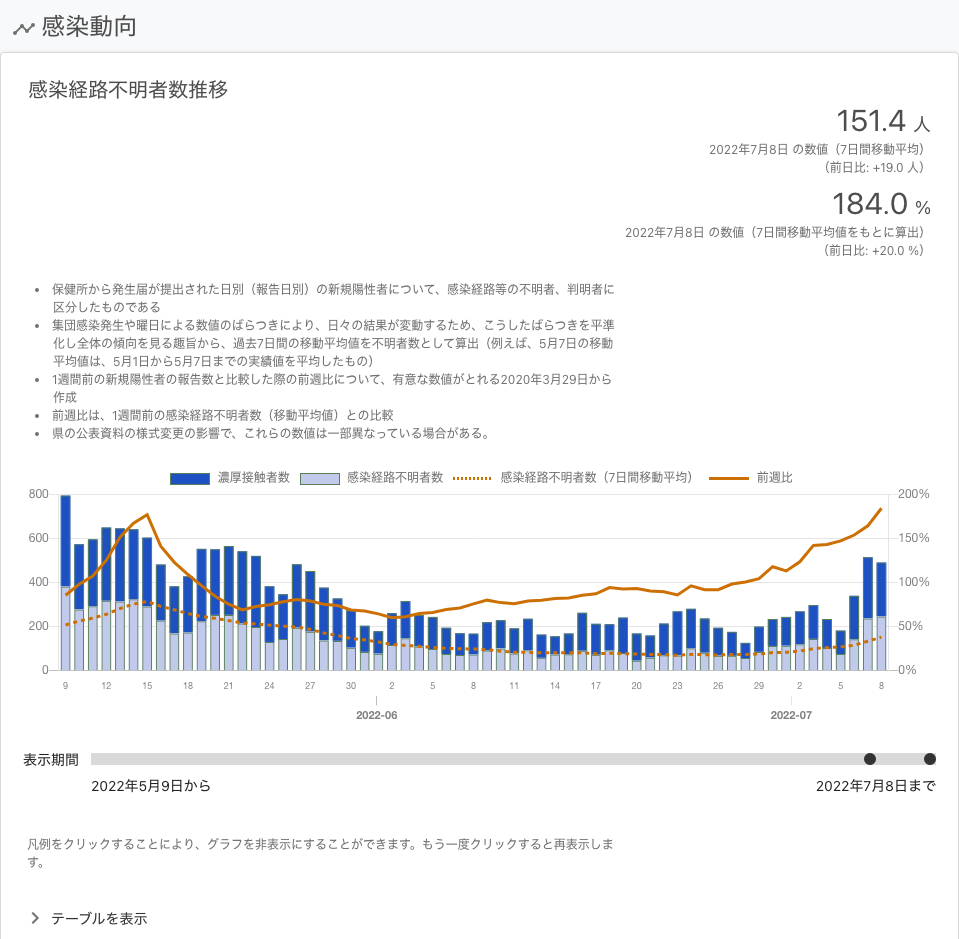 感染動向
感染経路不明者数推移
151.4 人
2022年7月8日 の数値（7日間移動平均）
（前日比: +19.0 人）
184.0 %
2022年7月8日 の数値（7日間移動平均値をもとに算出）
（前日比: +20.0 %）
• 保健所から発生届が提出された日別（報告日別）の新規陽性者について、感染経路等の不明者、判明者に
区分したものである
• 集団感染発生や曜日による数値のばらつきにより、日々の結果が変動するため、こうしたばらつきを平準
化し全体の傾向を見る趣旨から、過去7日間の移動平均値を不明者数として算出（例えば、5月7日の移動
平均値は、5月1日から5月7日までの実績値を平均したもの）
• 1週間前の新規陽性者の報告数と比較した際の前週比について、有意な数値がとれる2020年3月29日から
作成
• 前週比は、1週間前の感染経路不明者数（移動平均値）との比較
• 県の公表資料の様式変更の影響で、これらの数値は一部異なっている場合がある。
濃厚接触者数 感染経路不明者数 感染経路不明者数（7日間移動平均） 前週比
800 200%
600 150%
400 100%
200 50%
0 0%
9 12 15 18 21 24 27 30 2 5 8 11 14 17 20 23 26 29 2 5 8
2022-06 2022-07
表示期間
2022年5月9日から 2022年7月8日まで
凡例をクリックすることにより、グラフを非表示にすることができます。もう一度クリックすると再表示しま
す。
テーブルを表示